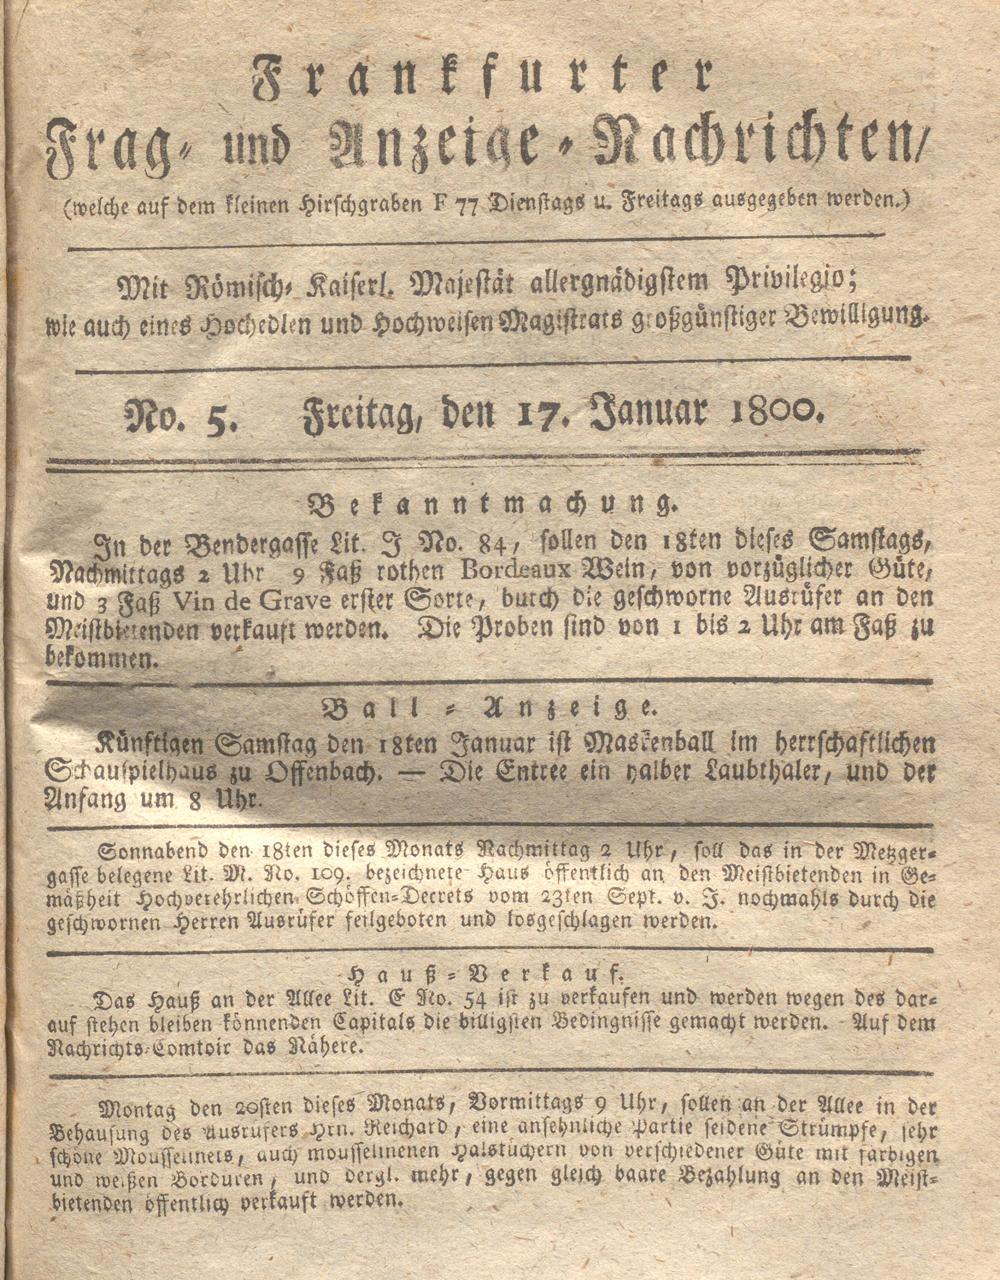 Frankfurter
Frag- und Anzeige-Nachrichten/
(welche auf dem kleinen Hirschgraben F 77 Dienstags u. Freitags ausgegeben werden.)
Mit Römisch- Kaiserl. Majestät allergnädigstem Privilegio;
wie auch eines Hochedlen und Hochweisen Magistrats großgünstiger Bewilligung.
No. 5. Freitag, den 17. Januar 1800.
Bekanntmachung.
In der Bendergasse Lit. J No. 84, sollen den 18ten dieses Samstags,
Nachmittags 2 Uhr 9 Faß rothen Bordeaux Wein, von vorzüglicher Güte,
und 3 Faß Vin de Grave erster Sorte, durch die geschworne Ausrüfer an den
Meistbietenden verkauft werden. Die Proben sind von 1 bis 2 Uhr am Faß zu
bekommen.
Ball-Anzeige.
Künftigen Samstag den 18ten Januar ist Maskenball im herrschaftlichen
Schauspielhaus zu Offenbach. — Die Entree ein halber Laubthaler, und der
Anfang um 8 Uhr.
Sonnabend den 18ten dieses Monats Nachmittag 2 Uhr, soll das in der Metzger-
gasse belegene Lit. M. No. 109. bezeichnete Haus öffentlich an den Meistbietenden in Ge-
mäßheit Hochverehrlichen Schöffen-Decrets vom 23ten Sept. v. J. nochmahls durch die
geschwornen Herren Ausrüfer feilgeboten und losgeschlagen werden.
Hauß-Verkauf.
Das Hauß an der Allee Lit. E No. 54 ist zu verkaufen und werden wegen des dar-
auf stehen bleiben könnenden Capitals die billigsten Bedingnisse gemacht werden. Auf dem
Nachrichts-Comtoir das Nähere.
Montag den 20sten dieses Monats, Vormittags 9 Uhr, sollen an der Allee in der
Behausung des Ausrufers Hrn. Reichard, eine ansehnliche Partie seidene Strümpfe, sehr
schöne Moussetinets, auch mousselinenen Halstüchern von verschiedener Güte mit farbigen
und weißen Borduren, und dergl. mehr, gegen gleich baare Bezahlung an den Meist-
bietenden öffentlich verkauft werden.